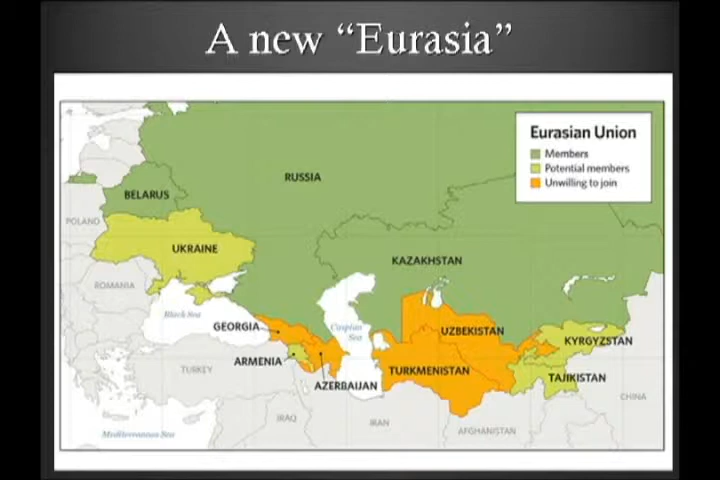 A new “Eurasia”
Eurasian Union
Members
Potential members
Unwilling to join
RUSSIA
BELARUS
POLAND
UKRAINE
KAZAKHSTAN
ROMANIA
Black Sea
GEORGIA
Caspian
Sea
UZBEKISTAN
KYRGYZSTAN
ARMENIA
TURKEY
TURKMENISTAN
TAJIKISTAN
AZERBAIJAN
CHINA
IRAQ
IRAN
AFGHANISTAN
Mediterranean Sea